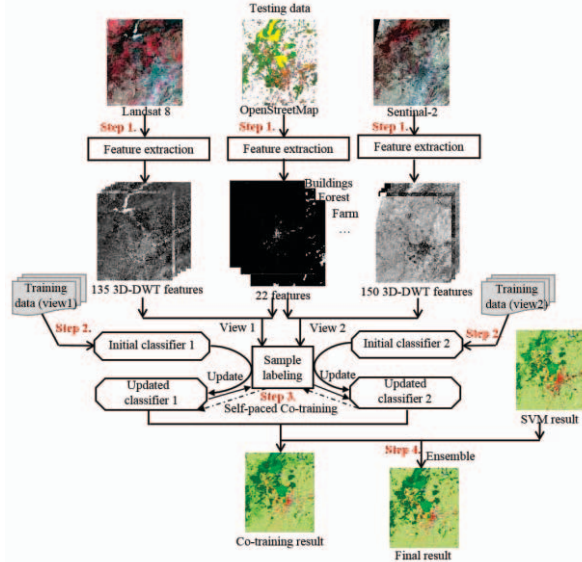 Testing data
Landsat 8
OpenStreetMap
Sentinal-2
Step 1.
Step 1.
Step 1.
Feature extraction
Feature extraction
Feature extraction
Buildings
Forest
Farm
...
135 3D-DWT features
22 features
150 3D-DWT features
Training
data (view1)
Training
data (view2)
Step 2.
View 1
View 2
Step 2.
Initial classifier 1
Initial classifier 2
Sample
labeling
Update
Update
Updated
classifier 1
Updated
classifier 2
Step 3.
Self-paced Co-training
SVM result
Step 4.
Ensemble
Co-training result
Final result